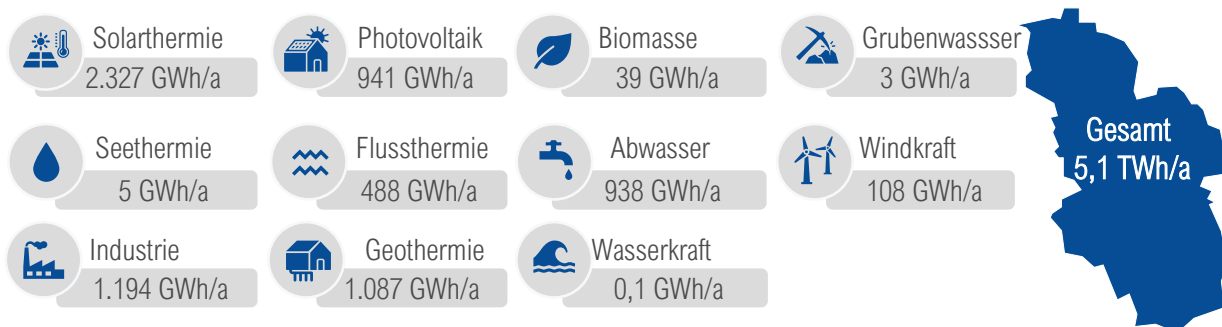 Solarthermie
2.327 GWh/a
Photovoltaik
941 GWh/a
Biomasse
39 GWh/a
Grubenwassser
3 GWh/a
Seethermie
5 GWh/a
Flussthermie
488 GWh/a
Abwasser
938 GWh/a
Windkraft
108 GWh/a
Industrie
1.194 GWh/a
Geothermie
1.087 GWh/a
Wasserkraft
0,1 GWh/a
Gesamt
5,1 TWh/a